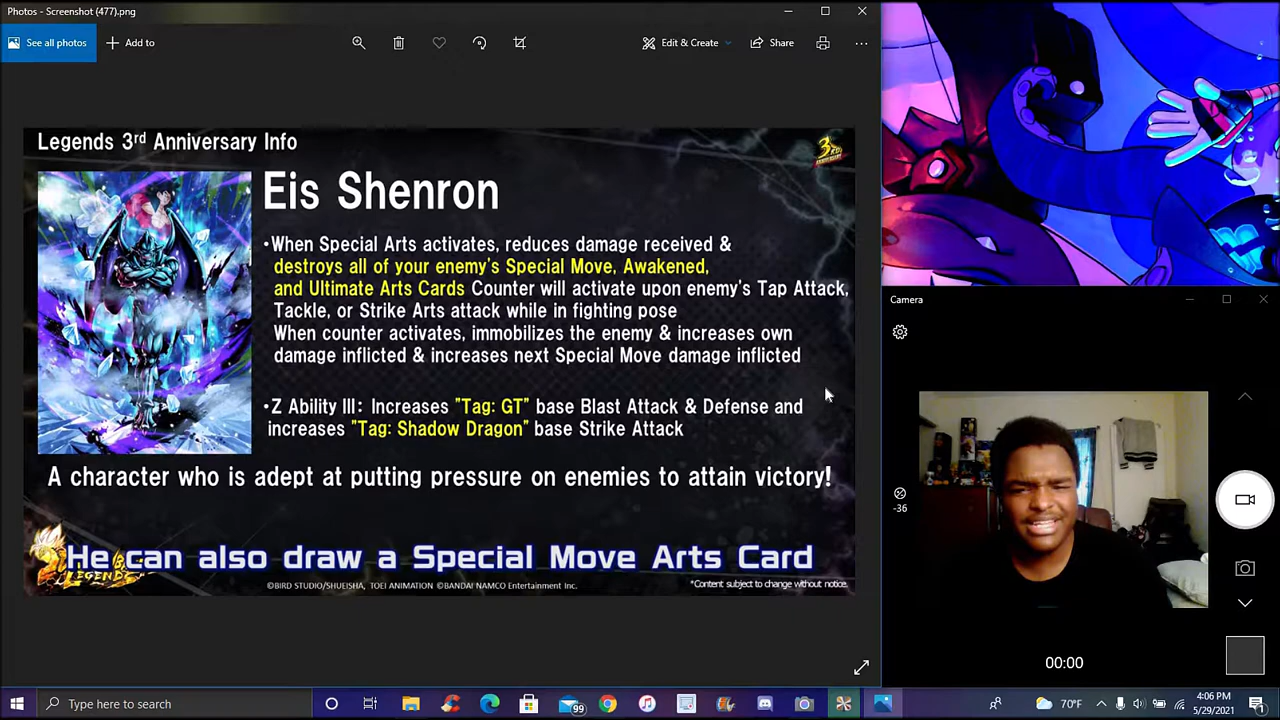 Photos - Screenshot (477).png
See all photos
Add to
Edit & Create
Share
Legends 3rd Anniversary Info
3RD
ANNIVERSARY
Eis Shenron
•When Special Arts activates, reduces damage received &
destroys all of your enemy's Special Move, Awakened,
and Ultimate Arts Cards Counter will activate upon enemy's Tap Attack,
Tackle, or Strike Arts attack while in fighting pose
When counter activates, immobilizes the enemy & increases own
damage inflicted & increases next Special Move damage inflicted
•Z Ability III: Increases "Tag: GT" base Blast Attack & Defense and
increases "Tag: Shadow Dragon" base Strike Attack
A character who is adept at putting pressure on enemies to attain victory!
He can also draw a Special Move Arts Card
LEGENDS
©BIRD STUDIO/SHUEISHA, TOEI ANIMATION ©BANDAI NAMCO Entertainment Inc.
*Content subject to change without notice.
Camera
-36
00:00
Type here to search
99
70°F
4:06 PM
5/29/2021